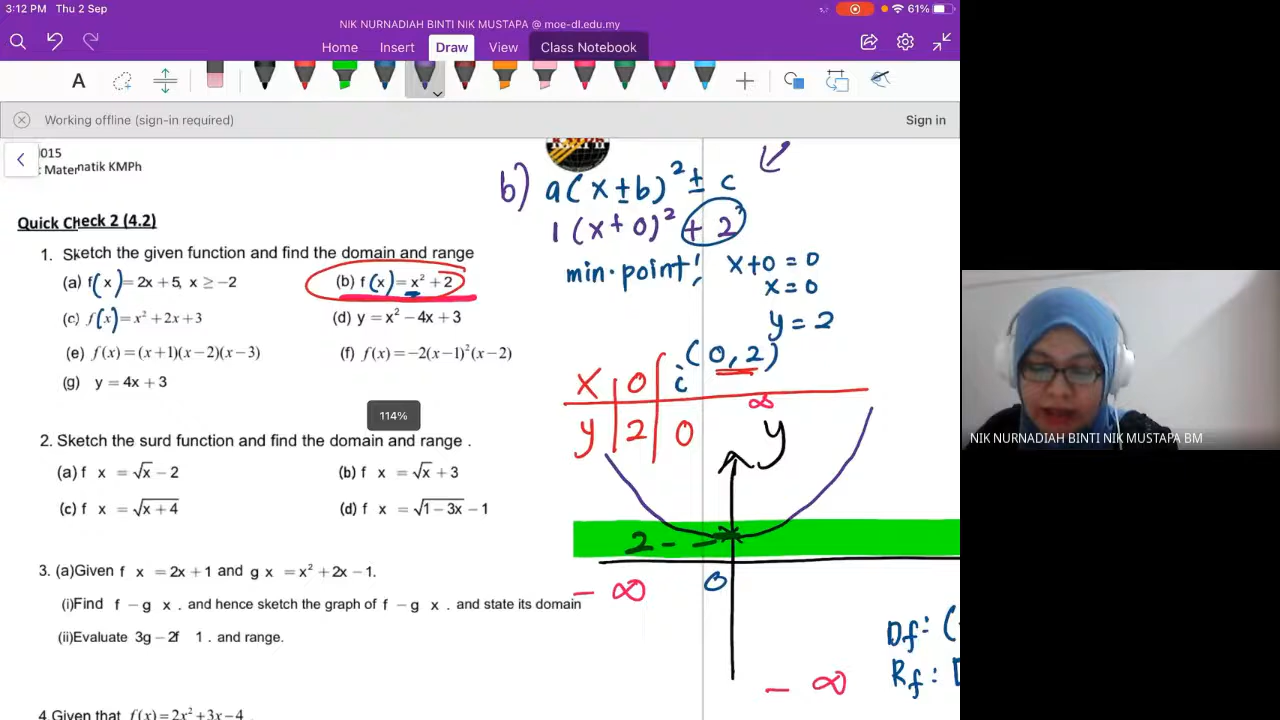 3:12 PM Thu 2 Sep
61%
NIK NURNADIAH BINTI NIK MUSTAPA @ moe-dl.edu.my
Home Insert Draw View Class Notebook
A
Working offline (sign-in required) Sign in
015
Mater natik KMPh
Quick Check 2 (4.2)
1. Sketch the given function and find the domain and range
(a) f(x) = 2x + 5, x ≥ -2
(b) f(x) = x² + 2
(c) f(x) = x² + 2x + 3
(d) y = x² - 4x + 3
(e) f(x) = (x+1)(x-2)(x-3)
(f) f(x) = -2(x-1)²(x-2)
(g) y = 4x + 3
114%
2. Sketch the surd function and find the domain and range .
(a) f x = √x - 2
(b) f x = √x + 3
(c) f x = √(x + 4)
(d) f x = √(1 - 3x) - 1
3. (a)Given f x = 2x + 1 and g x = x² + 2x - 1.
(i)Find f - g x . and hence sketch the graph of f - g x . and state its domain
(ii)Evaluate 3g - 2f 1 . and range.
4.Given that f(x) = 2x² + 3x - 4
b) a(x ± b)² ± c
1(x + 0)² + 2
min. point! x + 0 = 0
x = 0
y = 2
(0, 2)
x 0 i
y 2 0
∞
y
2
0
- ∞
- ∞
Df: (
Rf: [
NIK NURNADIAH BINTI NIK MUSTAPA BM